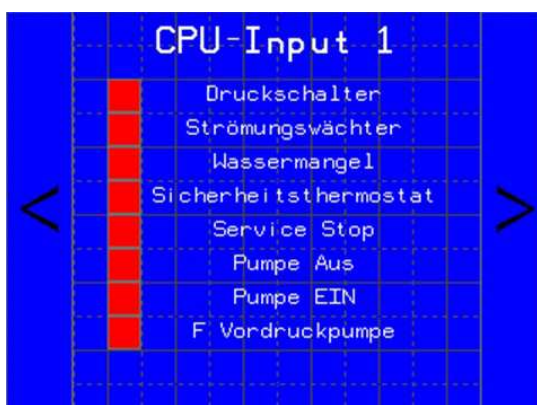 CPU-Input 1
Druckschalter
Strömungswächter
Wassermangel
< Sicherheitsthermostat >
Service Stop
Pumpe Aus
Pumpe EIN
F Vordruckpumpe